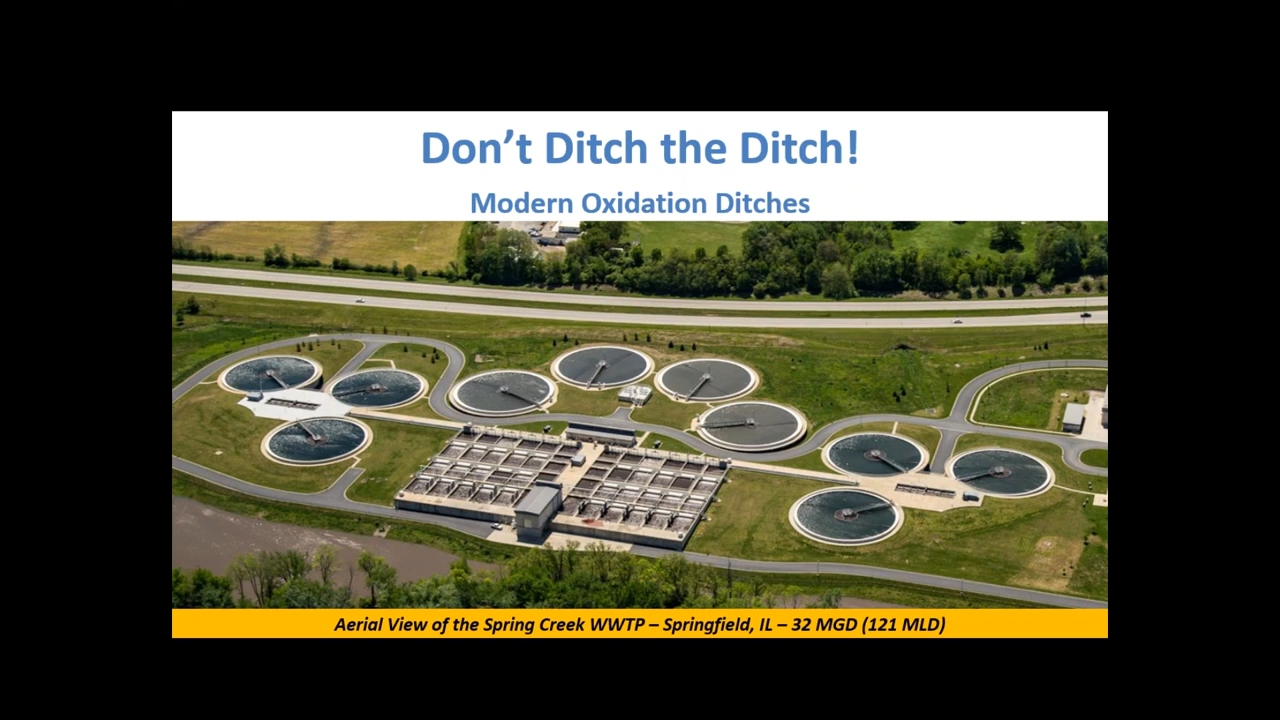 Don’t Ditch the Ditch!
Modern Oxidation Ditches
Aerial View of the Spring Creek WWTP – Springfield, IL – 32 MGD (121 MLD)